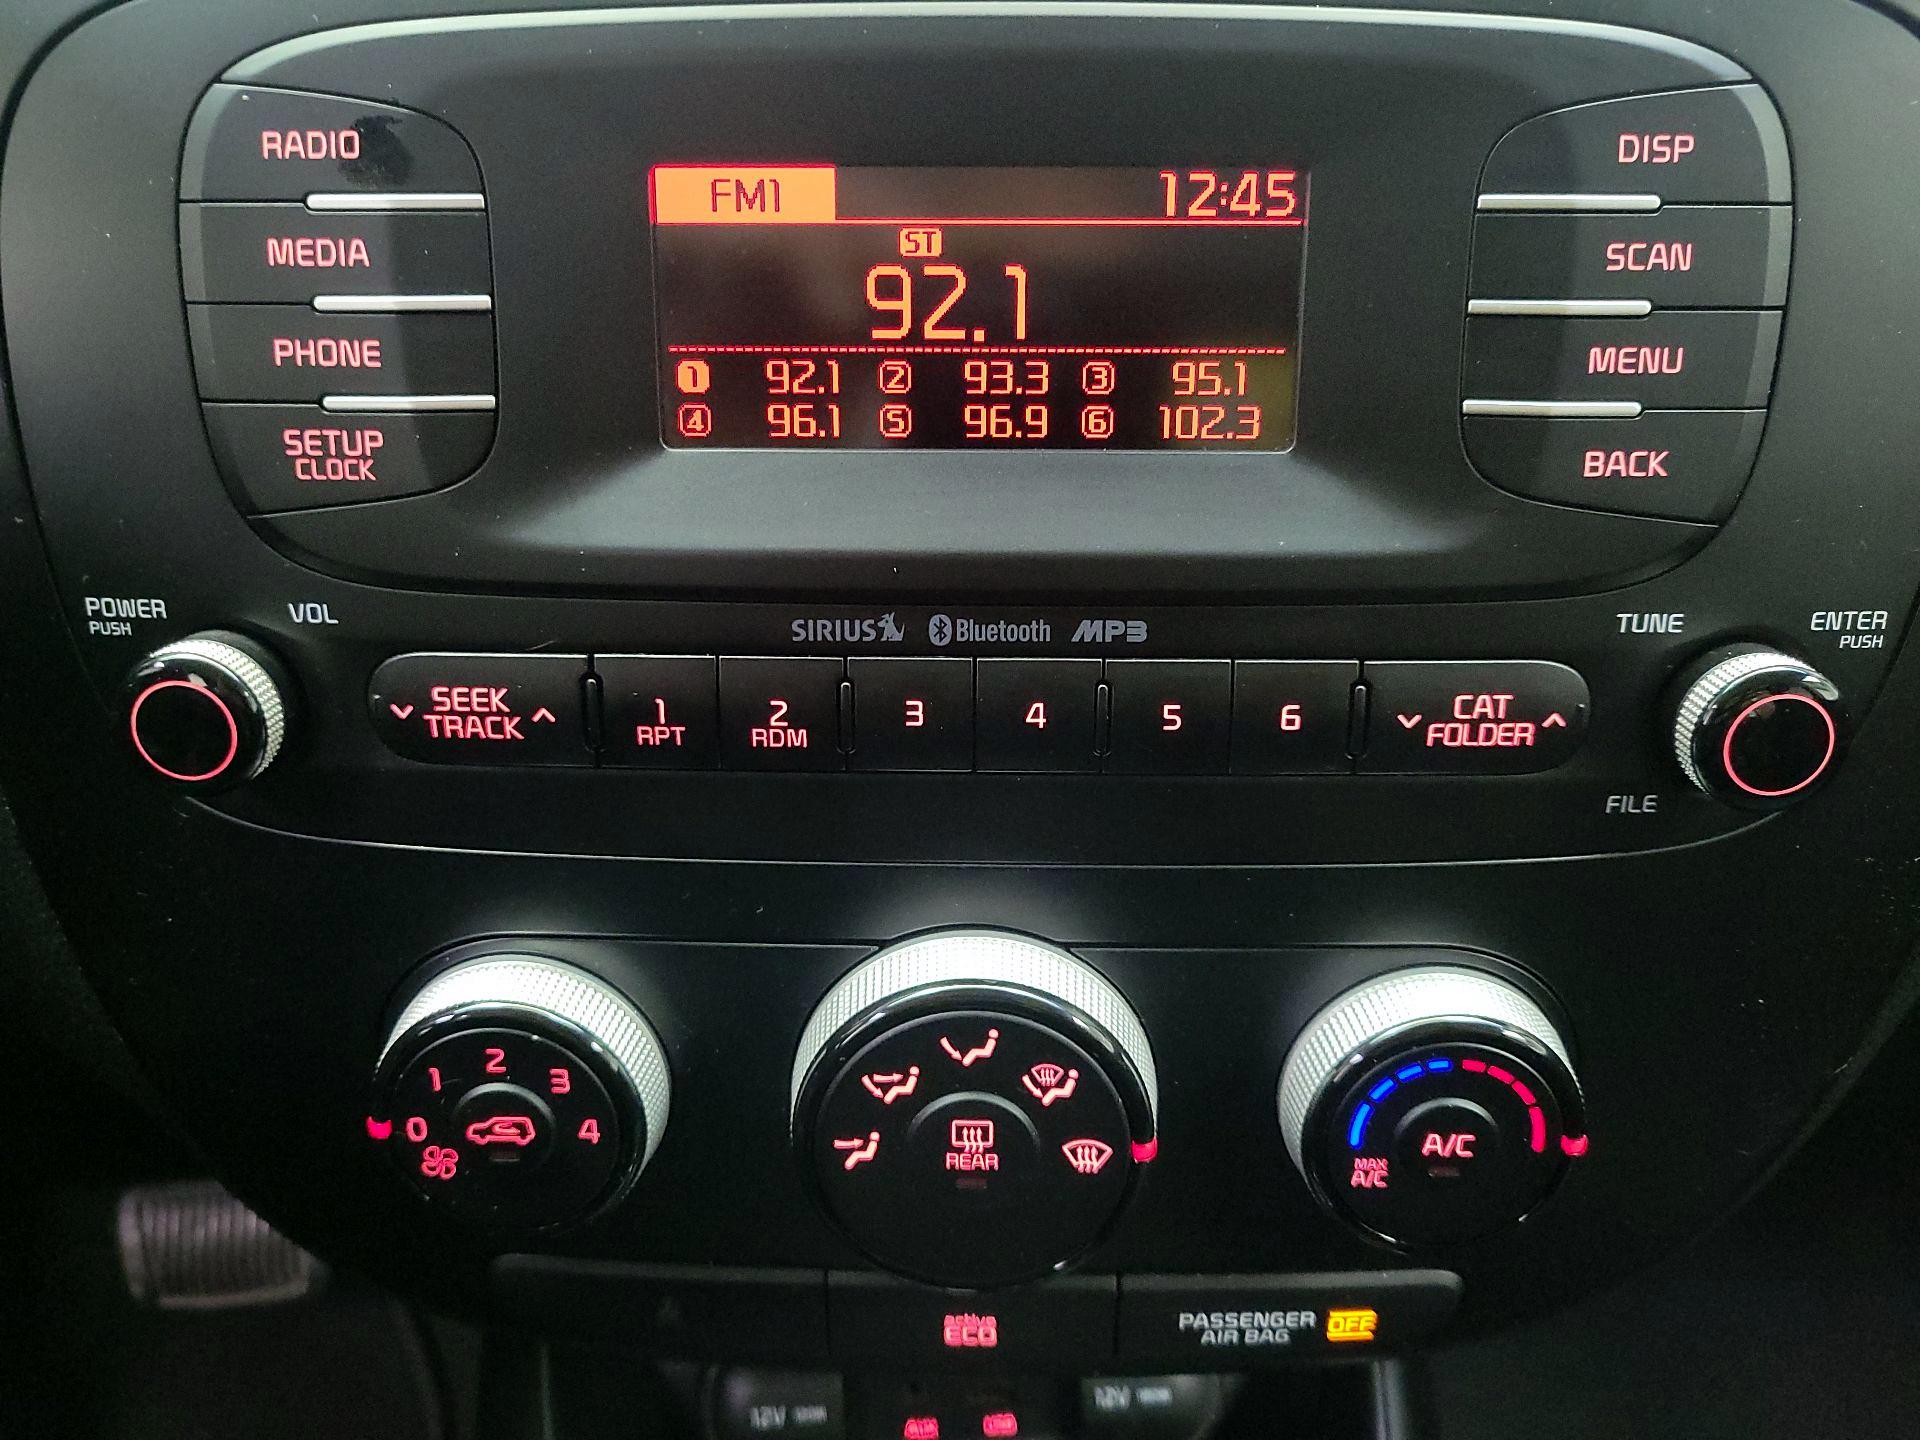 RADIO
MEDIA
PHONE
SETUP
CLOCK
FM1 12:45
ST
92.1
1 92.1 2 93.3 3 95.1
4 96.1 5 96.9 6 102.3
DISP
SCAN
MENU
BACK
POWER
PUSH
VOL
SIRIUS Bluetooth MP3
TUNE
ENTER
PUSH
SEEK
TRACK
1
RPT
2
RDM
3
4
5
6
CAT
FOLDER
FILE
0 1 2 3 4
REAR
A/C
MAX
A/C
active
ECO
PASSENGER
AIR BAG
OFF
12V
12V